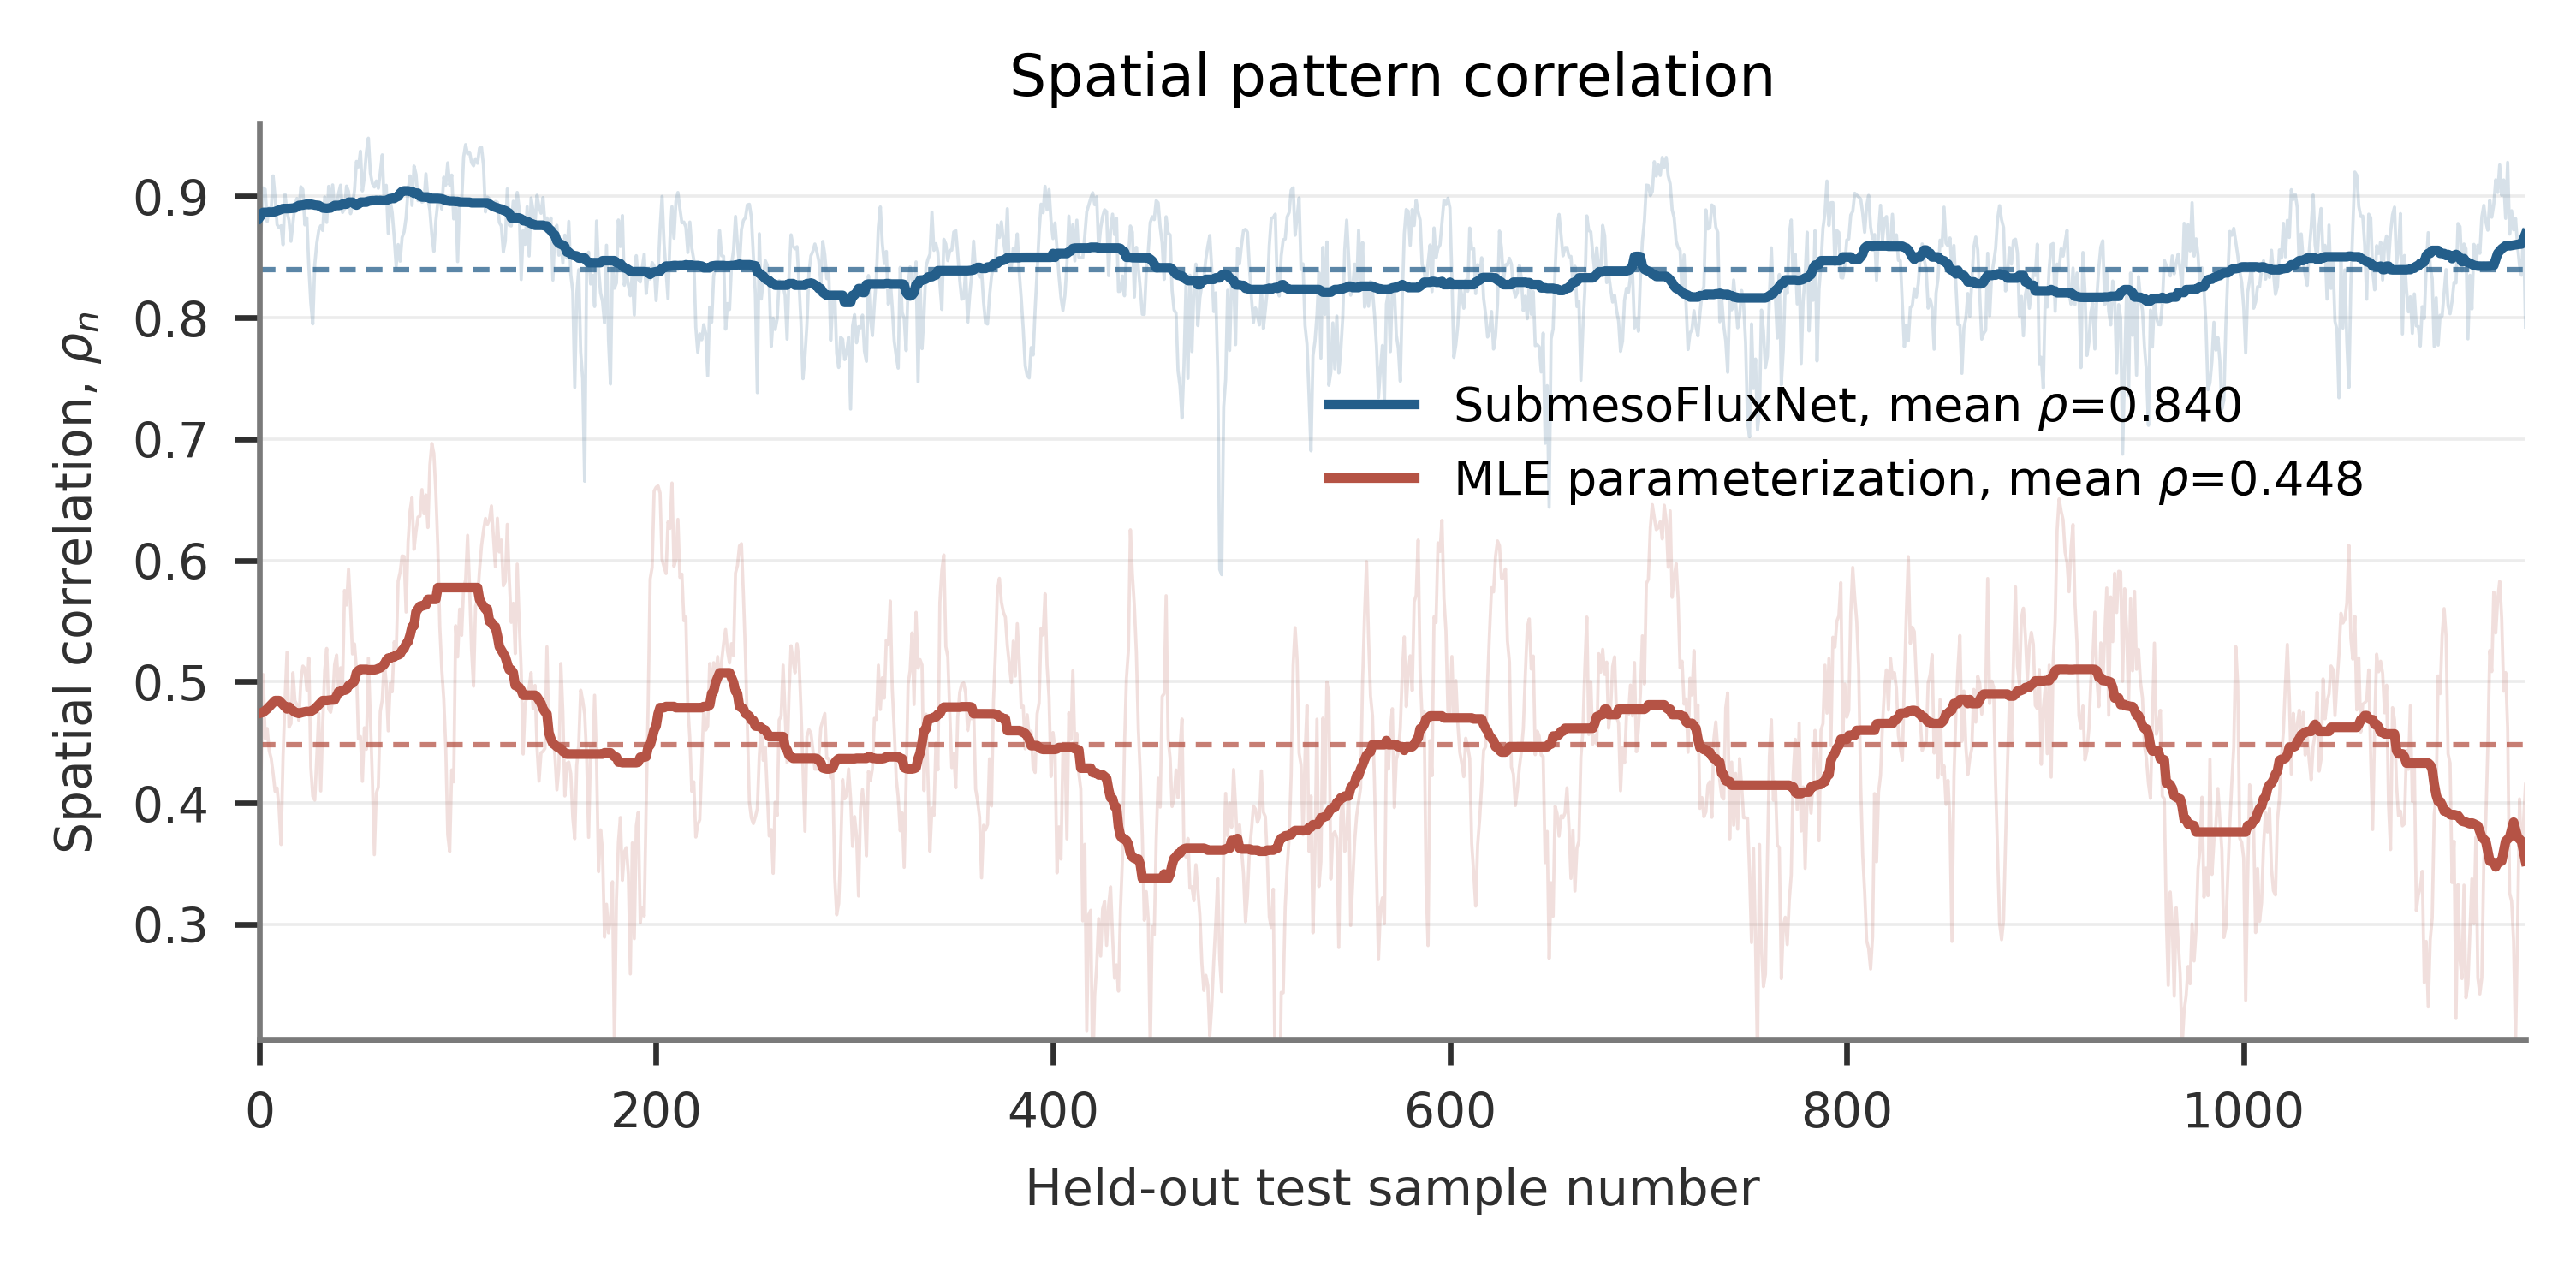 Spatial pattern correlation
Spatial correlation, ρₙ
0.9
0.8
0.7
0.6
0.5
0.4
0.3
SubmesoFluxNet, mean ρ=0.840
MLE parameterization, mean ρ=0.448
0 200 400 600 800 1000
Held-out test sample number